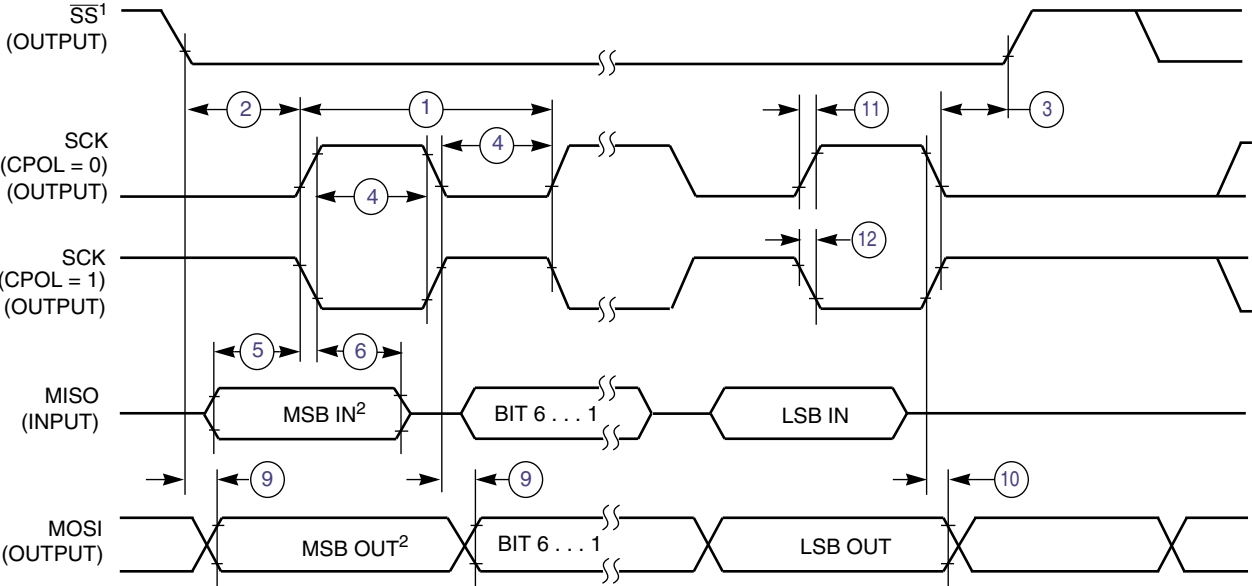 SS¹
(OUTPUT)
2
1
11
3
SCK
(CPOL = 0)
(OUTPUT)
4
4
12
SCK
(CPOL = 1)
(OUTPUT)
5
6
MISO
(INPUT)
MSB IN²
BIT 6 . . . 1
LSB IN
9
9
10
MOSI
(OUTPUT)
MSB OUT²
BIT 6 . . . 1
LSB OUT